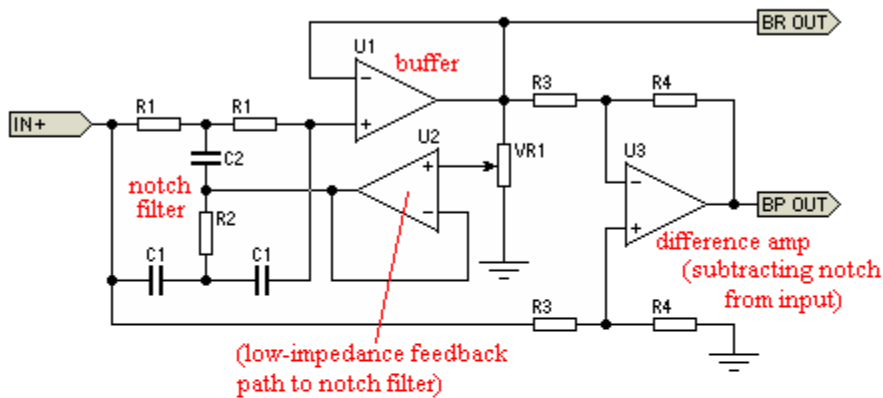 BR OUT
U1
buffer
R3
R4
R1
R1
IN+
U2
C2
VR1
U3
notch
filter
BP OUT
R2
difference amp
(subtracting notch
from input)
C1
C1
R3
R4
(low-impedance feedback
path to notch filter)